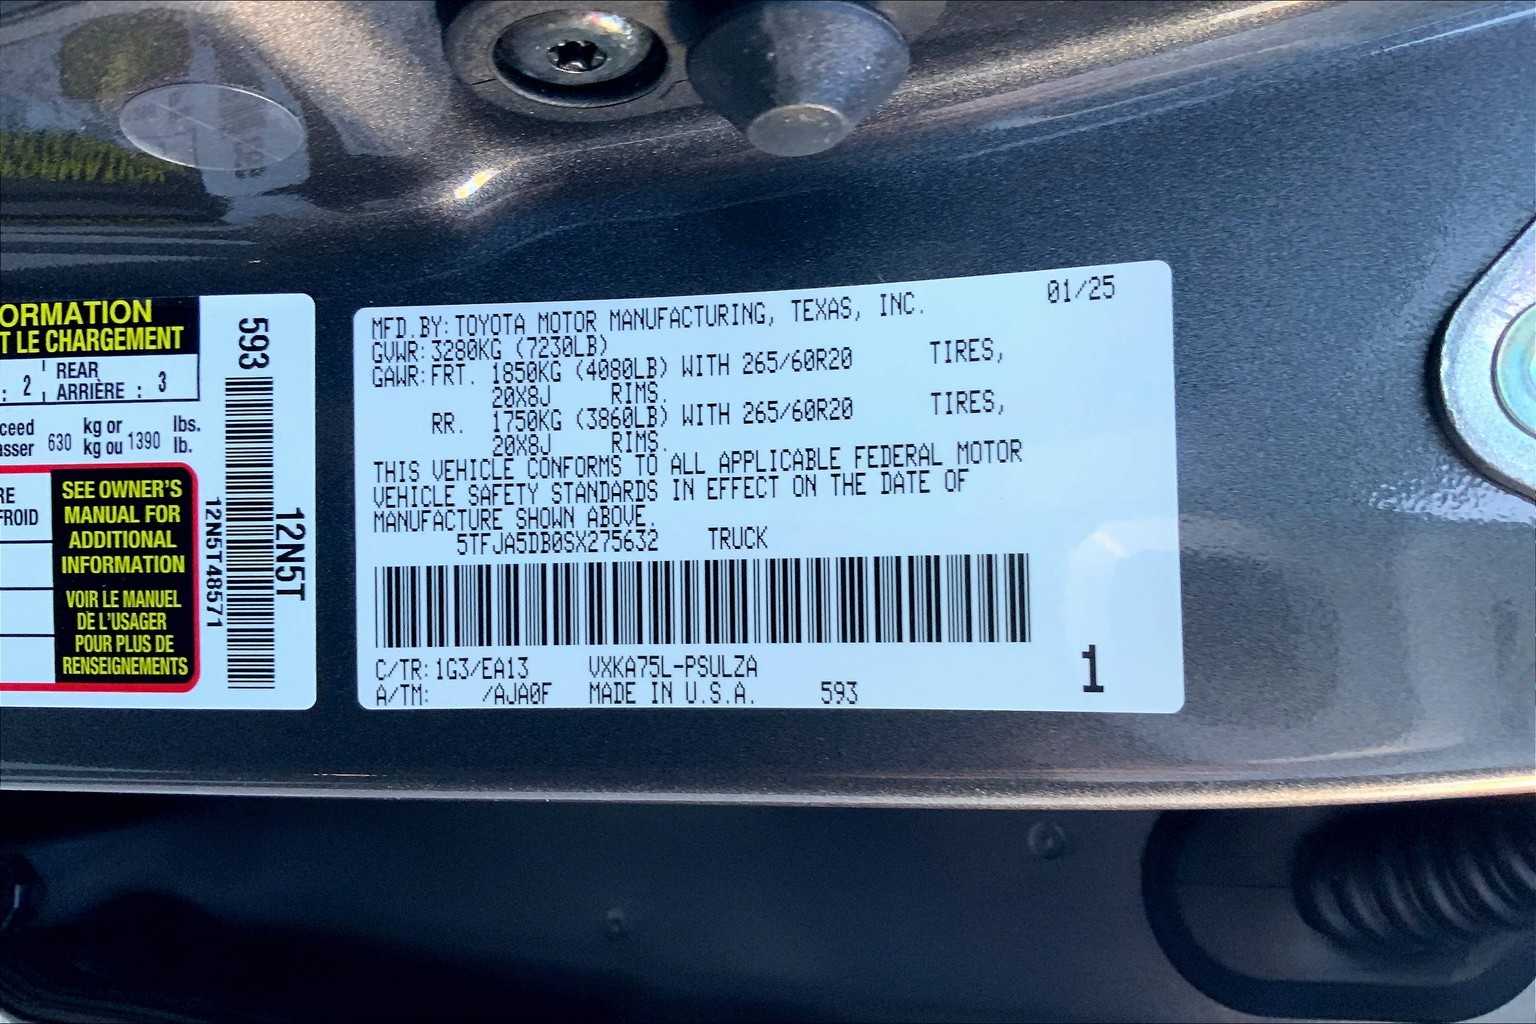 ORMATION
T LE CHARGEMENT
: 2 REAR
ARRIÈRE : 3
ceed
asser 630 kg or
kg ou 1390 lbs.
lb.
RE
FROID
SEE OWNER'S
MANUAL FOR
ADDITIONAL
INFORMATION
VOIR LE MANUEL
DE L'USAGER
POUR PLUS DE
RENSEIGNEMENTS
593
12N5T48571
12N5T
MFD.BY:TOYOTA MOTOR MANUFACTURING, TEXAS, INC. 01/25
GVWR:3280KG (7230LB)
GAWR:FRT. 1850KG (4080LB) WITH 265/60R20 TIRES,
20X8J RIMS.
RR. 1750KG (3860LB) WITH 265/60R20 TIRES,
20X8J RIMS.
THIS VEHICLE CONFORMS TO ALL APPLICABLE FEDERAL MOTOR
VEHICLE SAFETY STANDARDS IN EFFECT ON THE DATE OF
MANUFACTURE SHOWN ABOVE.
5TFJA5DB0SX275632 TRUCK
C/TR:1G3/EA13 VXKA75L-PSULZA
A/TM: /AJA0F MADE IN U.S.A. 593
1